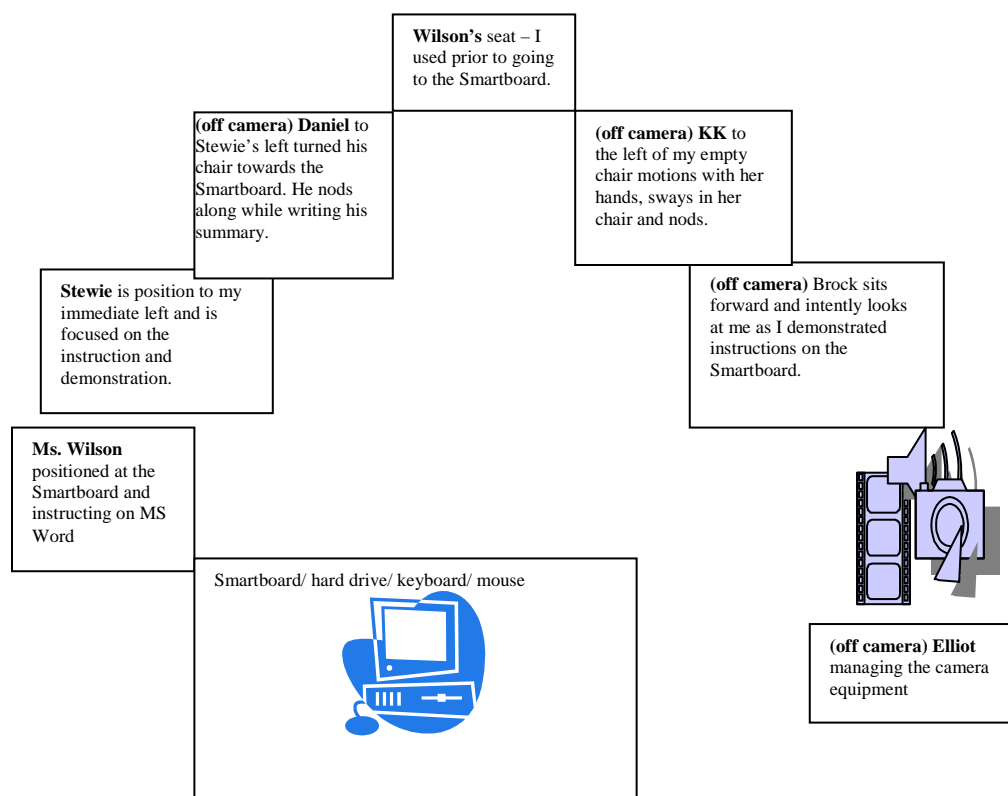 Wilson's seat – I
used prior to going
to the Smartboard.
(off camera) Daniel to
Stewie's left turned his
chair towards the
Smartboard. He nods
along while writing his
summary.
(off camera) KK to
the left of my empty
chair motions with her
hands, sways in her
chair and nods.
Stewie is position to my
immediate left and is
focused on the
instruction and
demonstration.
(off camera) Brock sits
forward and intently looks
at me as I demonstrated
instructions on the
Smartboard.
Ms. Wilson
positioned at the
Smartboard and
instructing on MS
Word
Smartboard/ hard drive/ keyboard/ mouse
(off camera) Elliot
managing the camera
equipment